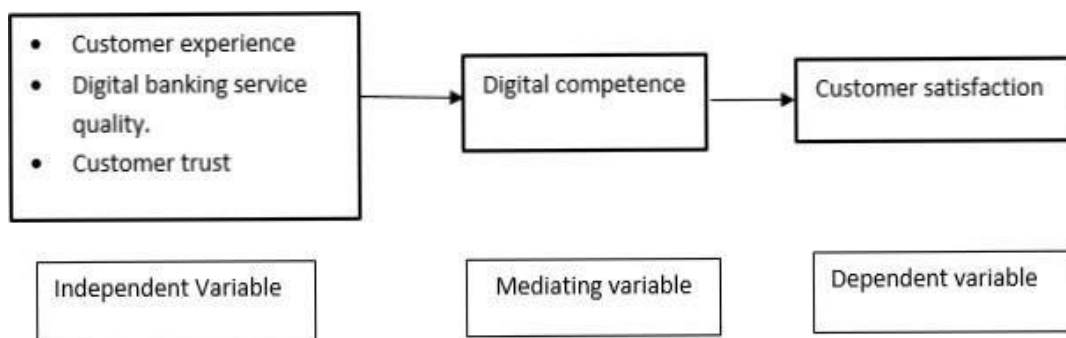 • Customer experience
• Digital banking service
quality.
• Customer trust
Digital competence
Customer satisfaction
Independent Variable
Mediating variable
Dependent variable